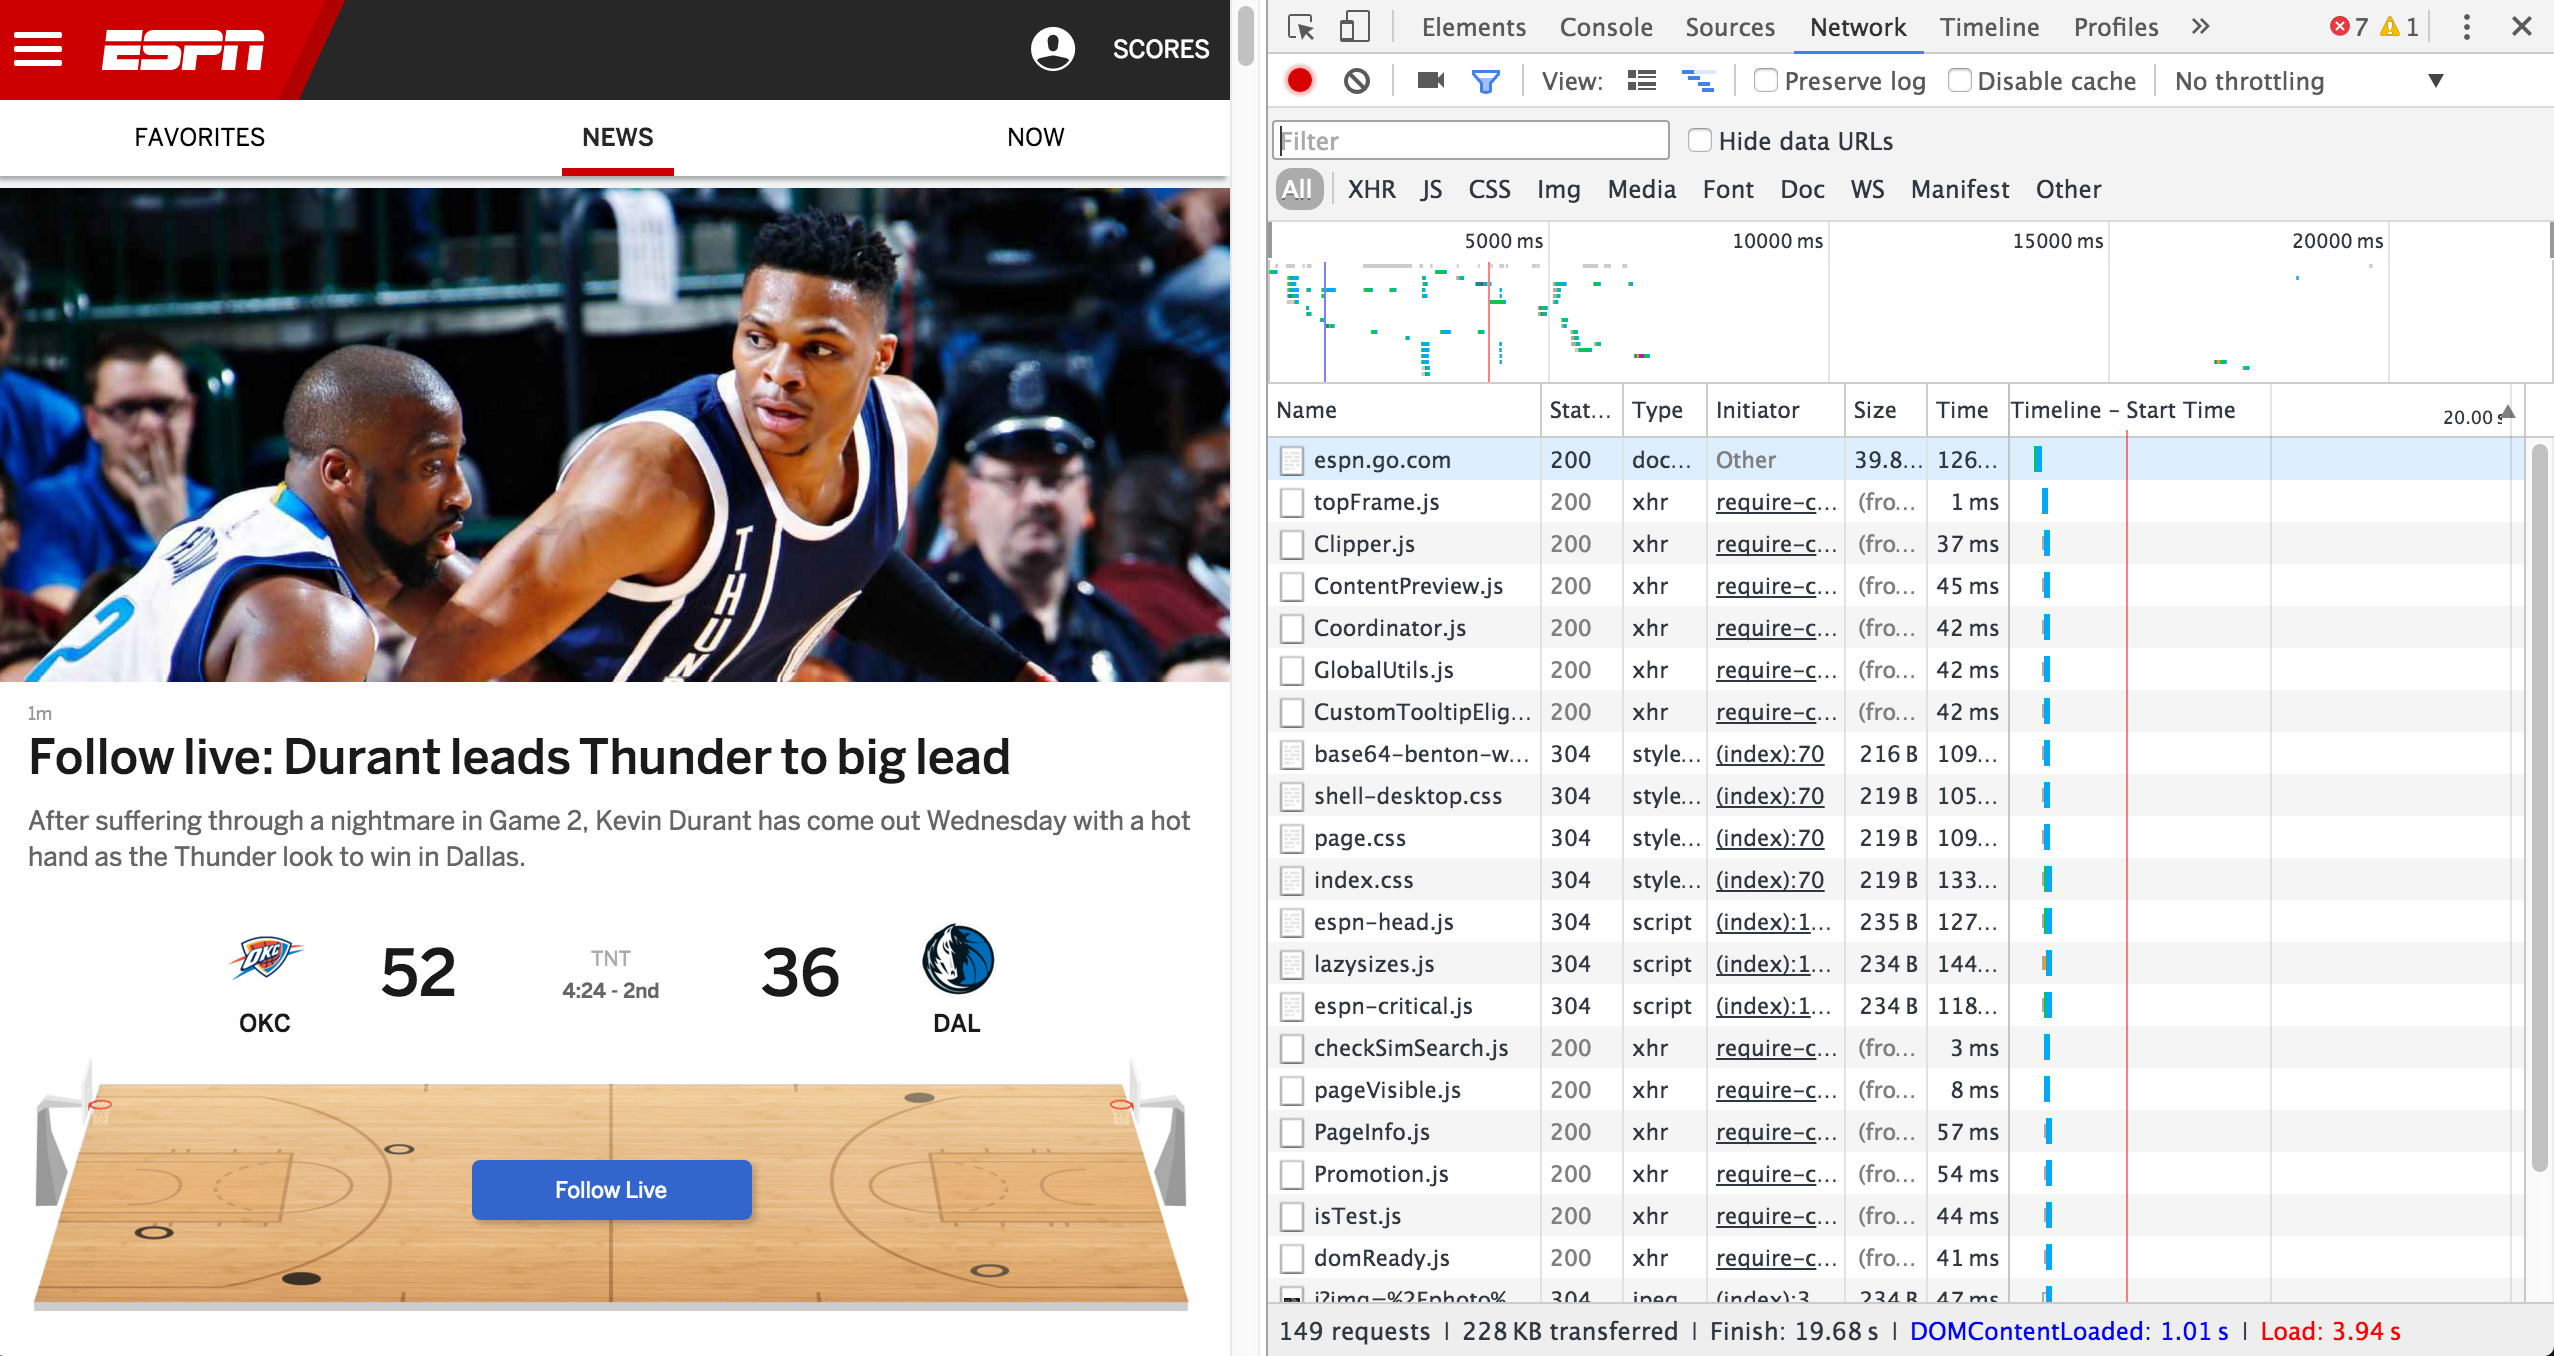 ESPN
SCORES
FAVORITES NEWS NOW
THUN
1m
Follow live: Durant leads Thunder to big lead
After suffering through a nightmare in Game 2, Kevin Durant has come out Wednesday with a hot
hand as the Thunder look to win in Dallas.
OKC 52 TNT 36
4:24 - 2nd
OKC DAL
Follow Live
Elements Console Sources Network Timeline Profiles » 7 1
View: Preserve log Disable cache No throttling
Filter Hide data URLs
All XHR JS CSS Img Media Font Doc WS Manifest Other
5000 ms 10000 ms 15000 ms 20000 ms
Name Stat... Type Initiator Size Time Timeline – Start Time 20.00 s
espn.go.com 200 doc... Other 39.8... 126...
topFrame.js 200 xhr require-c... (fro... 1 ms
Clipper.js 200 xhr require-c... (fro... 37 ms
ContentPreview.js 200 xhr require-c... (fro... 45 ms
Coordinator.js 200 xhr require-c... (fro... 42 ms
GlobalUtils.js 200 xhr require-c... (fro... 42 ms
CustomTooltipElig... 200 xhr require-c... (fro... 42 ms
base64-benton-w... 304 style... (index):70 216 B 109...
shell-desktop.css 304 style... (index):70 219 B 105...
page.css 304 style... (index):70 219 B 109...
index.css 304 style... (index):70 219 B 133...
espn-head.js 304 script (index):1... 235 B 127...
lazysizes.js 304 script (index):1... 234 B 144...
espn-critical.js 304 script (index):1... 234 B 118...
checkSimSearch.js 200 xhr require-c... (fro... 3 ms
pageVisible.js 200 xhr require-c... (fro... 8 ms
PageInfo.js 200 xhr require-c... (fro... 57 ms
Promotion.js 200 xhr require-c... (fro... 54 ms
isTest.js 200 xhr require-c... (fro... 44 ms
domReady.js 200 xhr require-c... (fro... 41 ms
i?img=%2Fphoto% 304 jpeg (index):3 234 B 47 ms
149 requests | 228 KB transferred | Finish: 19.68 s | DOMContentLoaded: 1.01 s | Load: 3.94 s